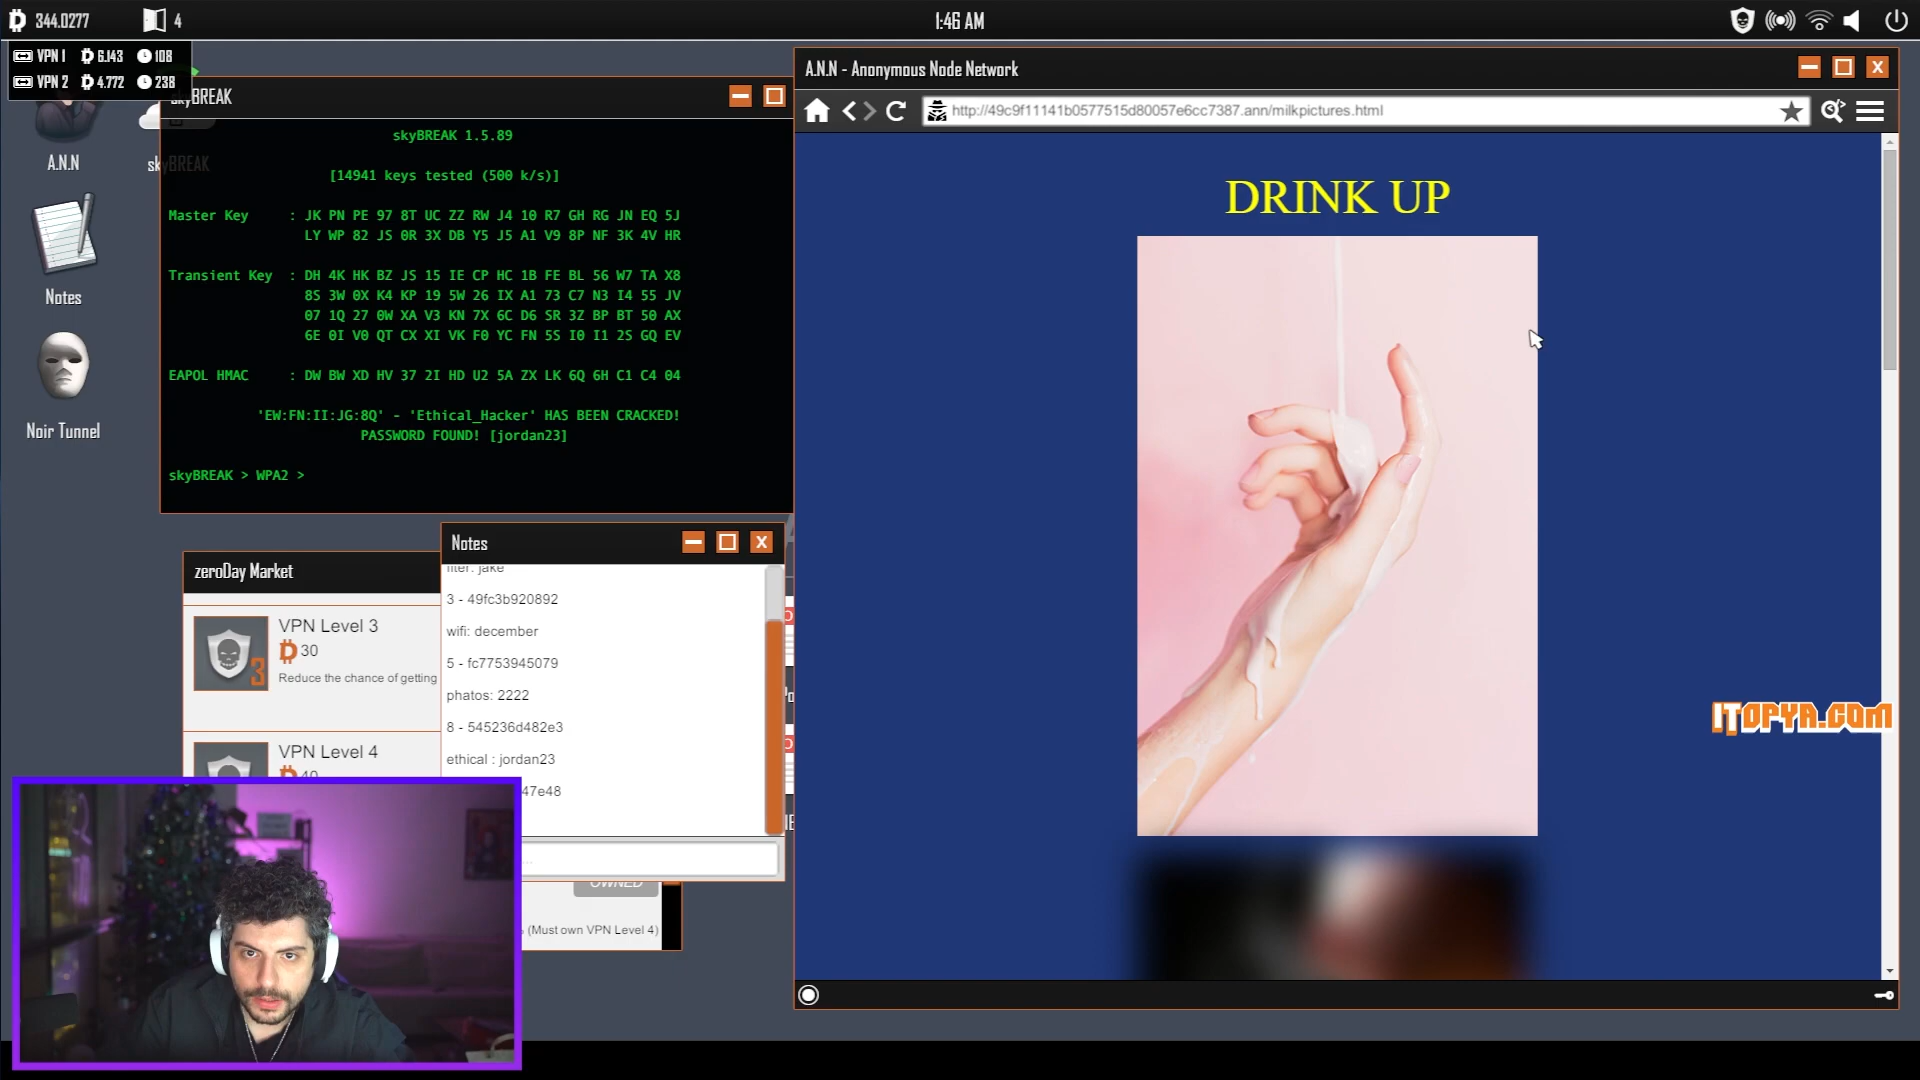 344.0277
4
1:46 AM
VPN 1 6.143 108
VPN 2 4.772 238
A.N.N
skyBREAK
Notes
Noir Tunnel
skyBREAK
skyBREAK 1.5.89
[14941 keys tested (500 k/s)]
Master Key : JK PN PE 97 8T UC ZZ RW J4 10 R7 GH RG JN EQ 5J
LY WP 82 JS 0R 3X DB Y5 J5 A1 V9 8P NF 3K 4V HR
Transient Key : DH 4K HK BZ JS 15 IE CP HC 1B FE BL 56 W7 TA X8
8S 3W 0X K4 KP 19 5W 26 IX A1 73 C7 N3 I4 55 JV
07 1Q 27 0W XA V3 KN 7X 6C D6 SR 3Z BP BT 50 AX
6E 0I V0 QT CX XI VK F0 YC FN 5S I0 I1 2S GQ EV
EAPOL HMAC : DW BW XD HV 37 2I HD U2 5A ZX LK 6Q 6H C1 C4 04
'EW:FN:II:JG:8Q' - 'Ethical_Hacker' HAS BEEN CRACKED!
PASSWORD FOUND! [jordan23]
skyBREAK > WPA2 >
zeroDay Market
VPN Level 3
30
Reduce the chance of getting
VPN Level 4
40
OWNED
(Must own VPN Level 4)
Notes
jake
3 - 49fc3b920892
wifi: december
5 - fc7753945079
phatos: 2222
8 - 545236d482e3
ethical : jordan23
47e48
A.N.N - Anonymous Node Network
http://49c9f11141b0577515d80057e6cc7387.ann/milkpictures.html
DRINK UP
ITOPYA.COM